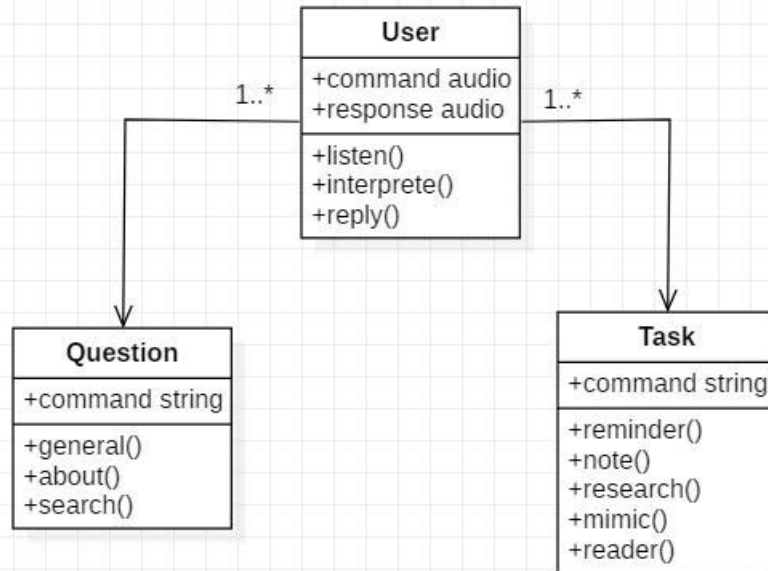 User
+command audio
+response audio
+listen()
+interprete()
+reply()
1..*
1..*
Question
+command string
+general()
+about()
+search()
Task
+command string
+reminder()
+note()
+research()
+mimic()
+reader()